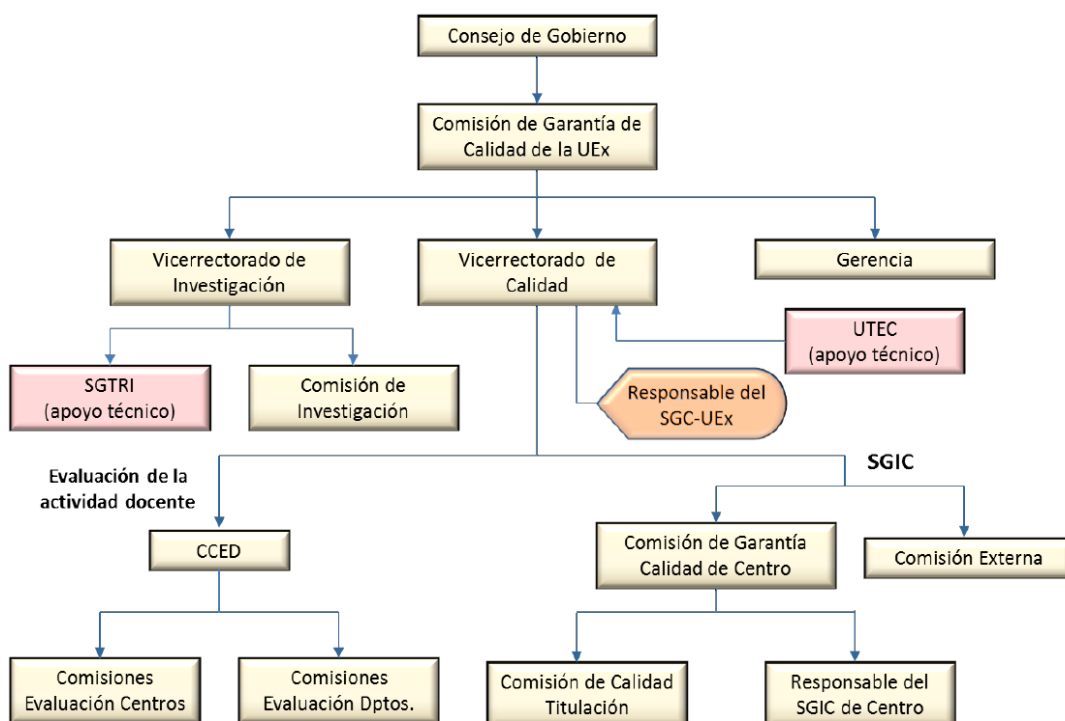 Consejo de Gobierno
Comisión de Garantía de
Calidad de la UEx
Vicerrectorado de
Investigación
Vicerrectorado de
Calidad
Gerencia
UTEC
(apoyo técnico)
SGTRI
(apoyo técnico)
Comisión de
Investigación
Responsable del
SGC-UEx
Evaluación de la
actividad docente
SGIC
CCED
Comisión de Garantía
Calidad de Centro
Comisión Externa
Comisiones
Evaluación Centros
Comisiones
Evaluación Dptos.
Comisión de Calidad
Titulación
Responsable del
SGIC de Centro